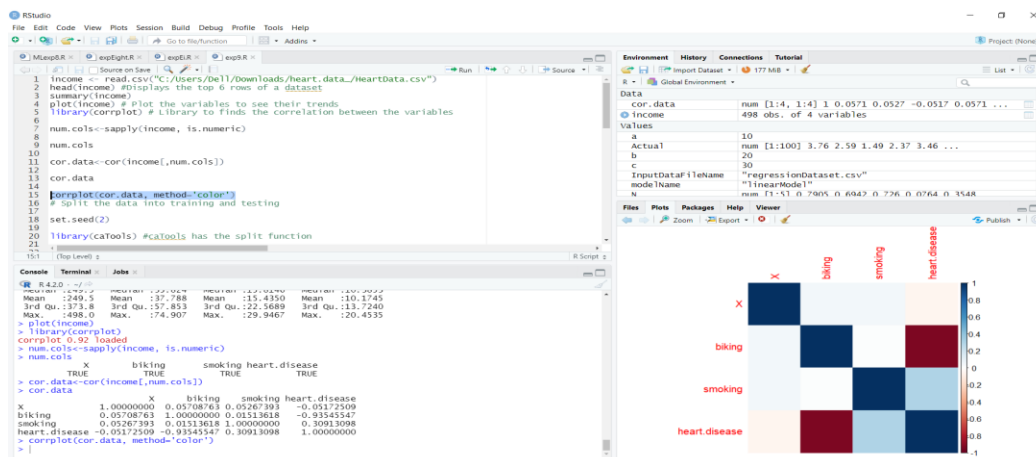 RStudio
File Edit Code View Plots Session Build Debug Profile Tools Help
Go to file/function
Addins
Project: (None)
MLexp8.R
expEight.R
expEi.R
exp9.R
Source on Save
Run
Source
1 income <- read.csv("C:/Users/Dell/Downloads/heart.data_/HeartData.csv")
2 head(income) #Displays the top 6 rows of a dataset
3 summary(income)
4 plot(income) # Plot the variables to see their trends
5 library(corrplot) # Library to finds the correlation between the variables
6
7 num.cols<-sapply(income, is.numeric)
8
9 num.cols
10
11 cor.data<-cor(income[,num.cols])
12
13 cor.data
14
15 corrplot(cor.data, method='color')
16 # Split the data into training and testing
17
18 set.seed(2)
19
20 library(caTools) #caTools has the split function
21
15:1 (Top Level)
R Script
Console Terminal Jobs
R 4.2.0 · ~/
Mean :249.5 Mean :37.788 Mean :15.4350 Mean :10.1745
3rd Qu.:373.8 3rd Qu.:57.853 3rd Qu.:22.5689 3rd Qu.:13.7240
Max. :498.0 Max. :74.907 Max. :29.9467 Max. :20.4535
> plot(income)
> library(corrplot)
corrplot 0.92 loaded
> num.cols<-sapply(income, is.numeric)
> num.cols
X biking smoking heart.disease
TRUE TRUE TRUE TRUE
> cor.data<-cor(income[,num.cols])
> cor.data
X biking smoking heart.disease
X 1.00000000 0.05708763 0.05267393 -0.05172509
biking 0.05708763 1.00000000 0.01513618 -0.93545547
smoking 0.05267393 0.01513618 1.00000000 0.30913098
heart.disease -0.05172509 -0.93545547 0.30913098 1.00000000
> corrplot(cor.data, method='color')
>
Environment History Connections Tutorial
Import Dataset
177 MiB
List
R
Global Environment
Data
cor.data num [1:4, 1:4] 1 0.0571 0.0527 -0.0517 0.0571 ...
income 498 obs. of 4 variables
Values
a 10
Actual num [1:100] 3.76 2.59 1.49 2.37 3.46 ...
b 20
c 30
InputDataFileName "regressionDataset.csv"
modelName "linearModel"
N num [1:5] 0.7905 0.6942 0.726 0.0764 0.3548
Files Plots Packages Help Viewer
Zoom Export
Publish
X
biking
smoking
heart.disease
X
biking
smoking
heart.disease
1
0.8
0.6
0.4
0.2
0
-0.2
-0.4
-0.6
-0.8
-1